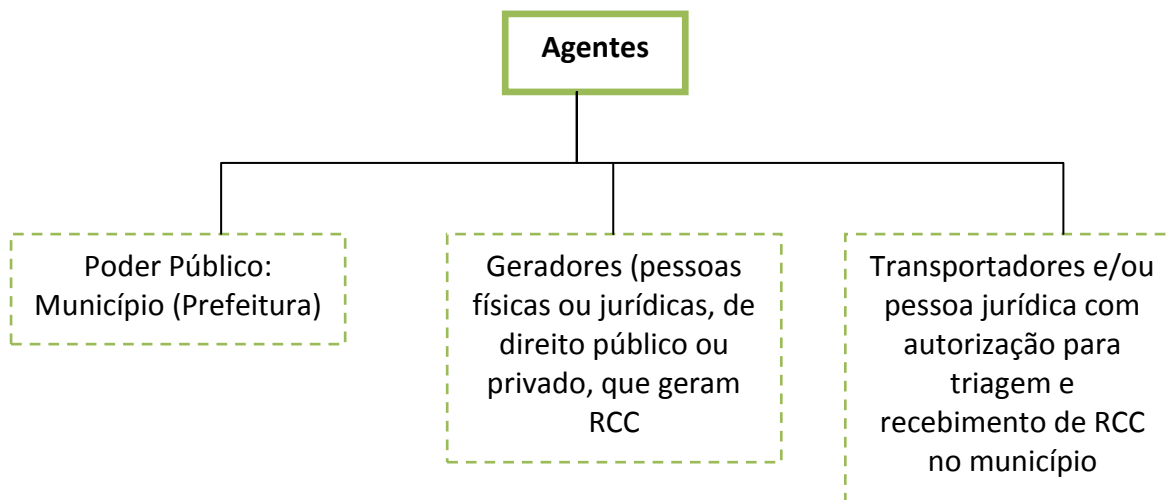 Agentes
Poder Público:
Município (Prefeitura)
Geradores (pessoas
físicas ou jurídicas, de
direito público ou
privado, que geram
RCC
Transportadores e/ou
pessoa jurídica com
autorização para
triagem e
recebimento de RCC
no município